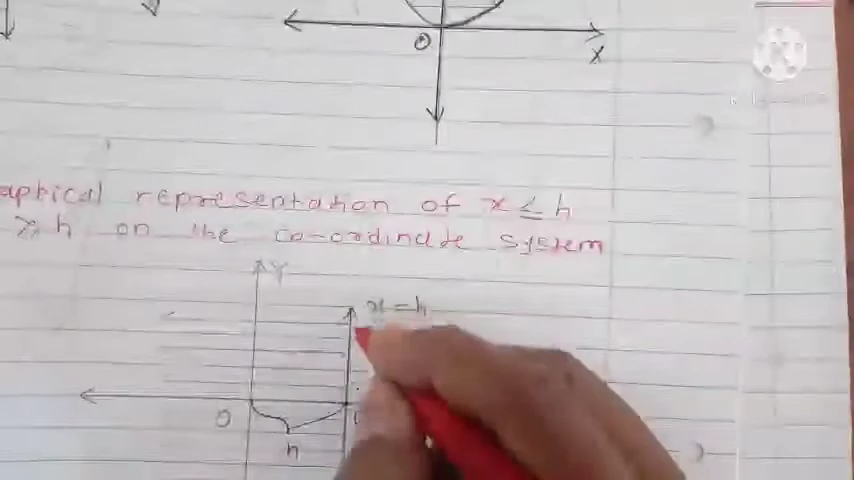 O
X
aphical representation of x ≤ h
x ≥ h on the co-ordinate system
Y
x = h
O
h